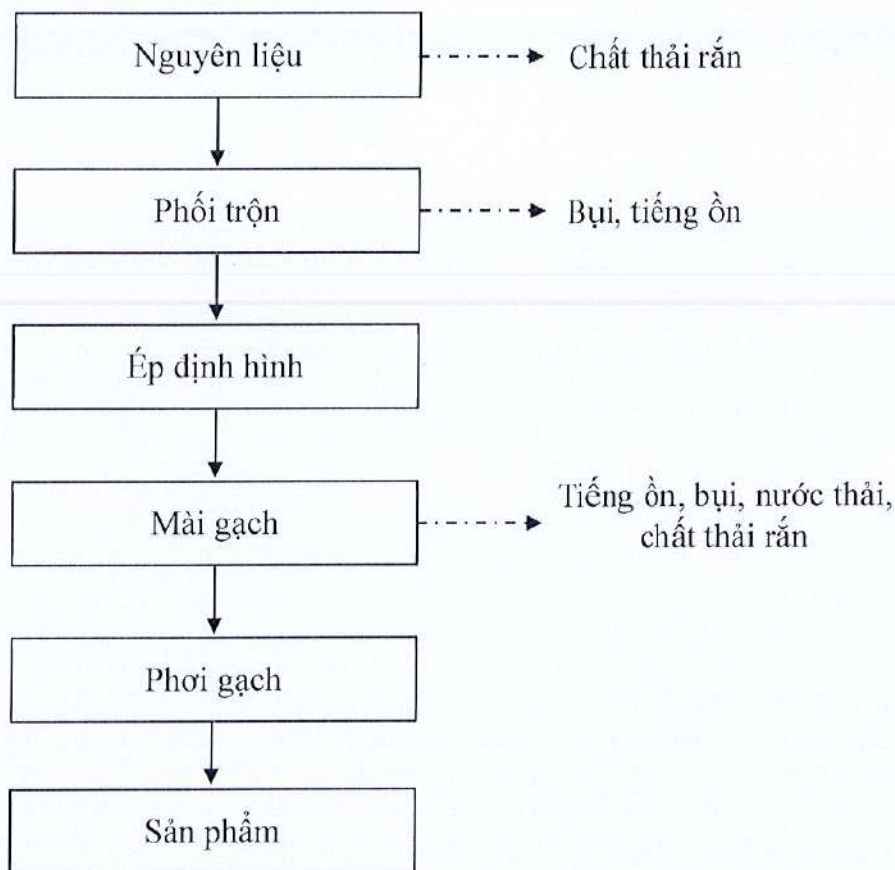 Nguyên liệu
Chất thải rắn
Phối trộn
Bụi, tiếng ồn
Ép định hình
Mài gạch
Tiếng ồn, bụi, nước thải,
chất thải rắn
Phơi gạch
Sản phẩm